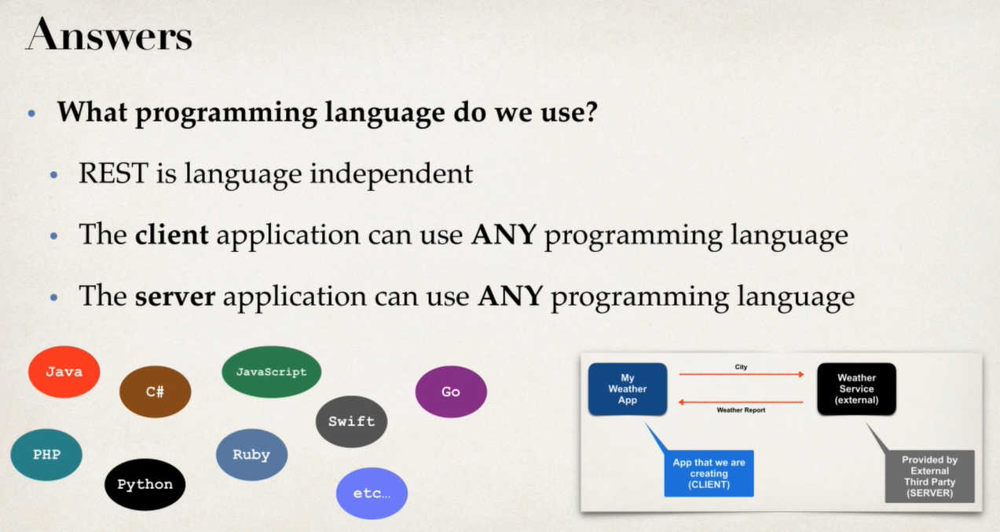 Answers
• What programming language do we use?
• REST is language independent
• The client application can use ANY programming language
• The server application can use ANY programming language
Java
C#
JavaScript
Swift
Go
PHP
Python
Ruby
etc…
My
Weather
App
City
Weather Report
Weather
Service
(external)
App that we are
creating
(CLIENT)
Provided by
External
Third Party
(SERVER)